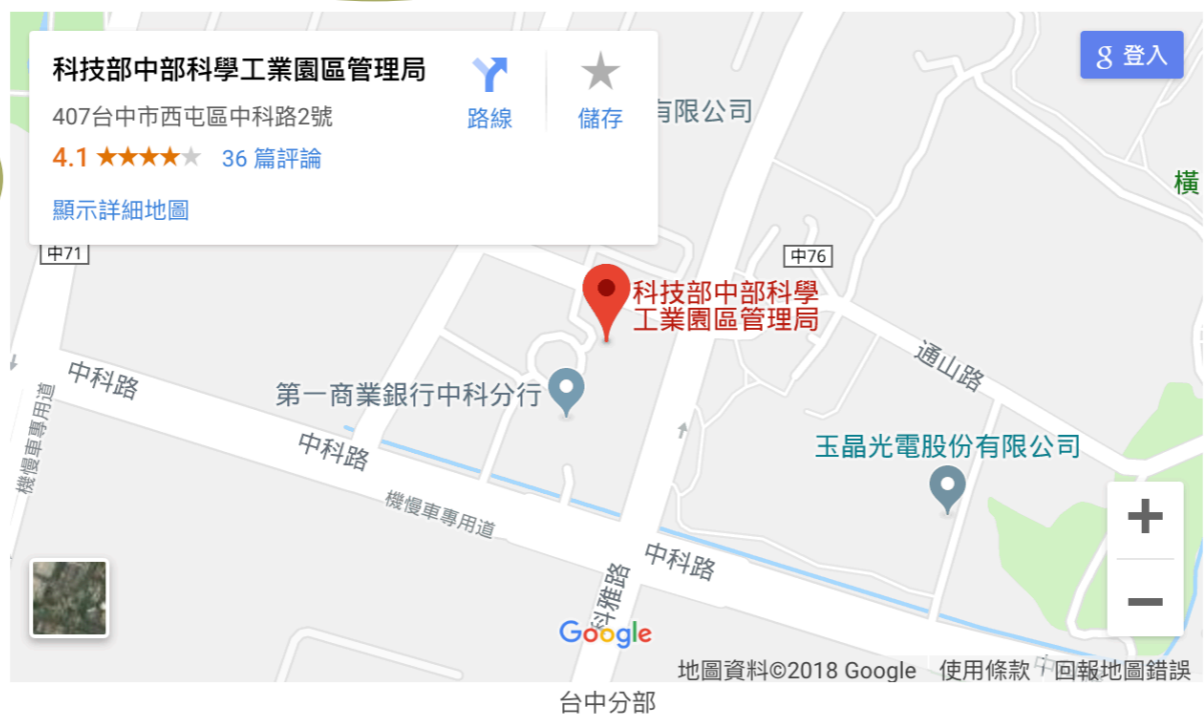 科技部中部科學工業園區管理局
407台中市西屯區中科路2號
4.1
36 篇評論
顯示詳細地圖
路線
儲存
登入
有限公司
橫
中71
中76
科技部中部科學
工業園區管理局
中科路
通山路
第一商業銀行中科分行
機慢車專用道
中科路
玉晶光電股份有限公司
機慢車專用道
中科路
科雅路
Google
地圖資料©2018 Google
使用條款
中
回報地圖錯誤
台中分部